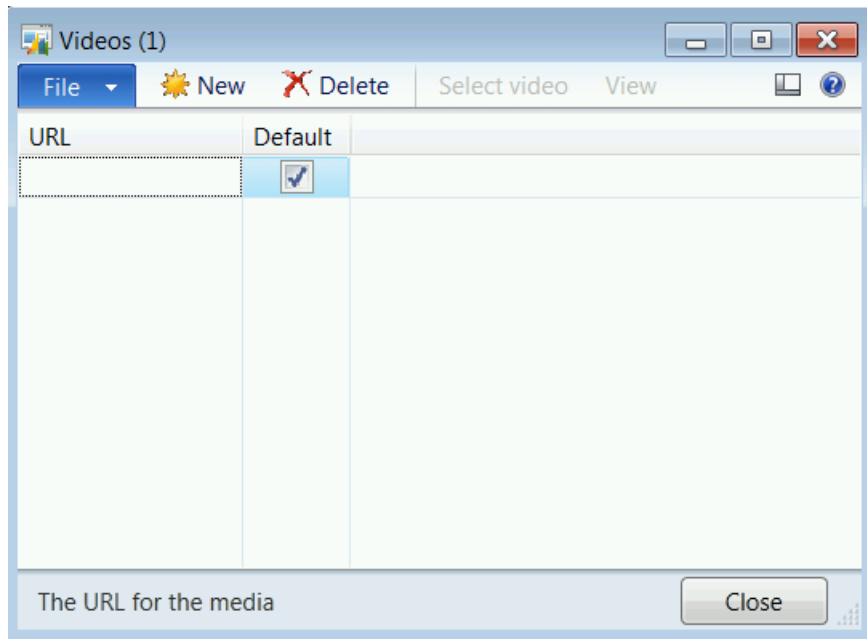 Videos (1)
File New Delete Select video View
URL Default
The URL for the media Close